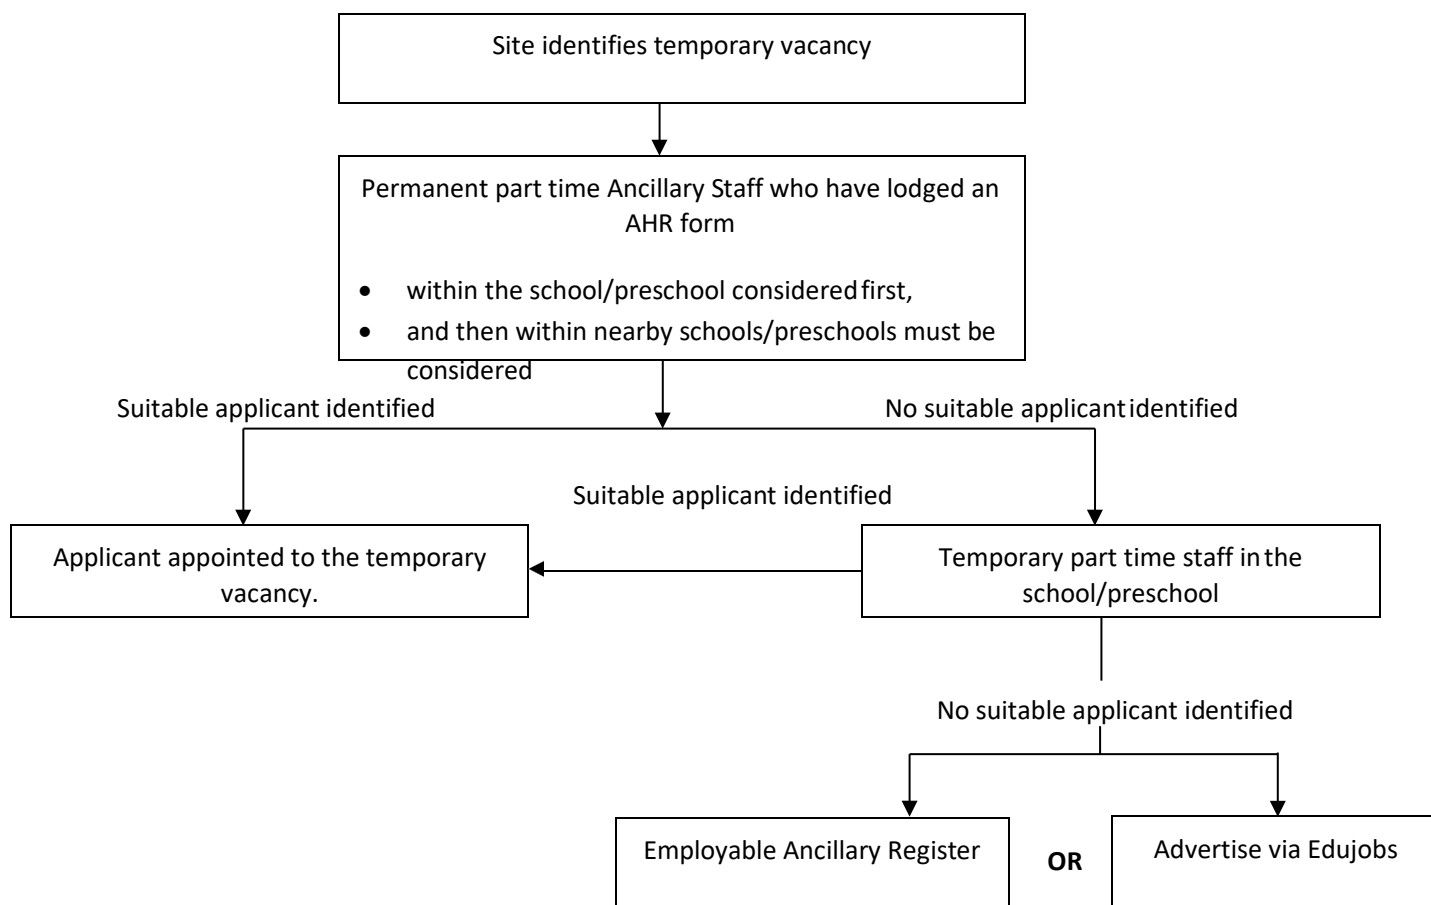 Site identifies temporary vacancy
Permanent part time Ancillary Staff who have lodged an
AHR form
• within the school/preschool considered first,
• and then within nearby schools/preschools must be
considered
Suitable applicant identified
No suitable applicant identified
Suitable applicant identified
Applicant appointed to the temporary
vacancy.
Temporary part time staff in the
school/preschool
No suitable applicant identified
Employable Ancillary Register
OR
Advertise via Edujobs